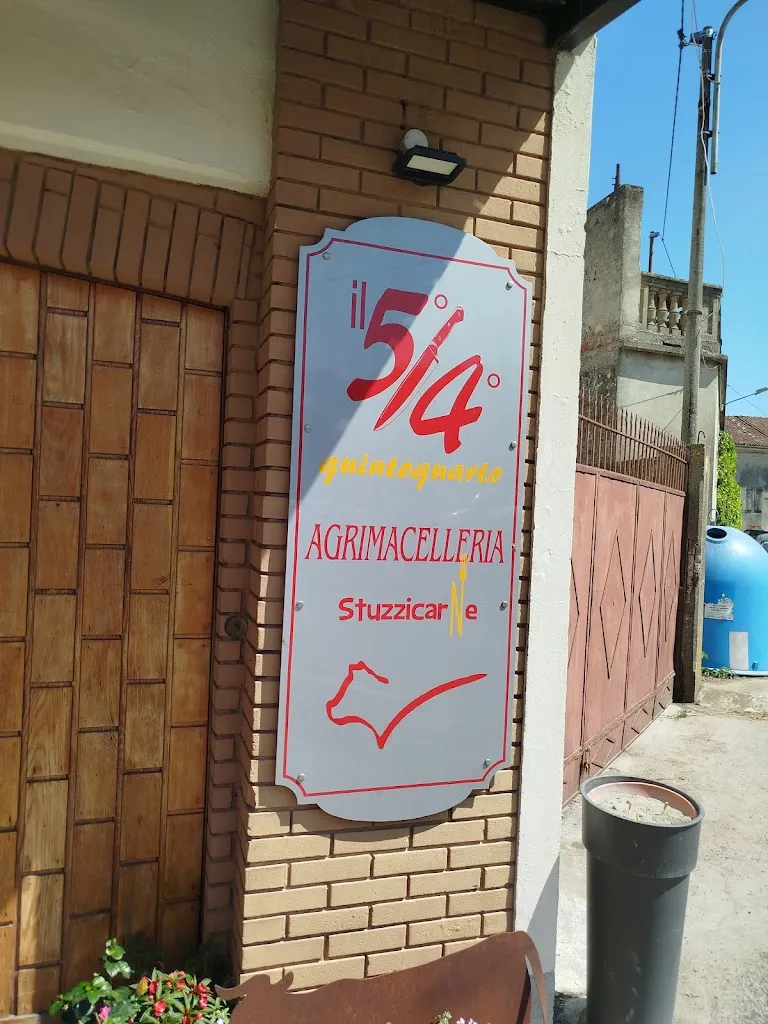 il 5°/4°
quintoquarto
AGRIMACELLERIA
StuzzicarNe